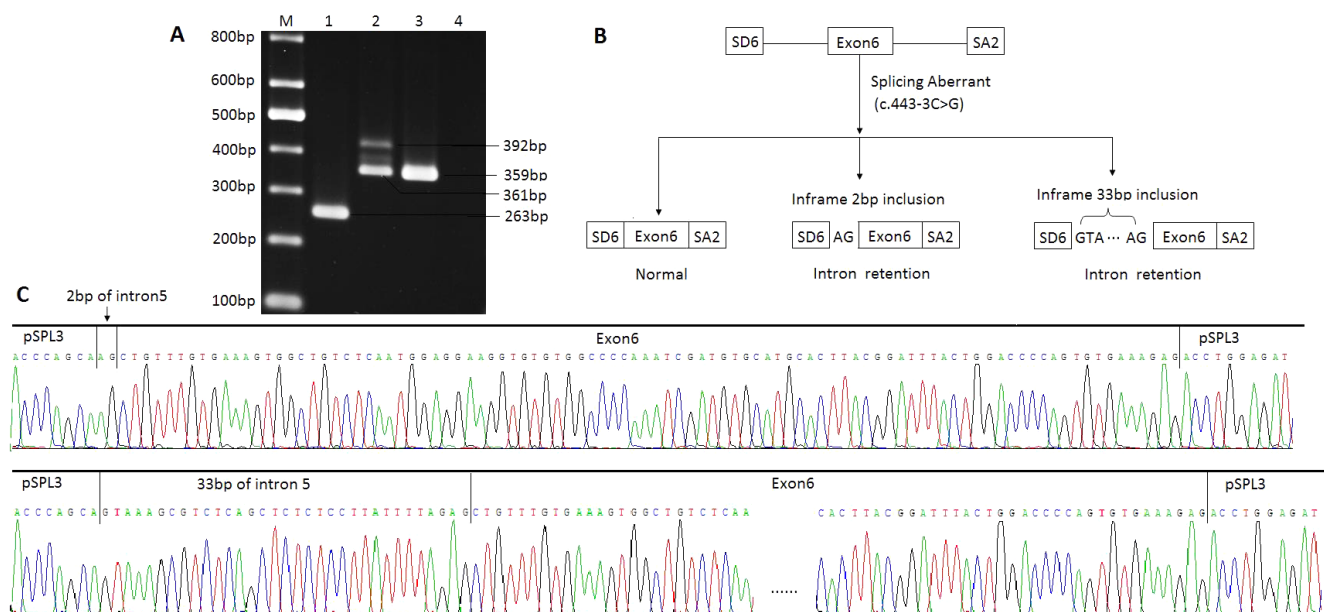 A
M 1 2 3 4
800bp
600bp
500bp
400bp
300bp
200bp
100bp
392bp
359bp
361bp
263bp
B
SD6 Exon6 SA2
Splicing Aberrant
(c.443-3C>G)
Inframe 2bp inclusion
Inframe 33bp inclusion
SD6 Exon6 SA2
SD6 AG Exon6 SA2
SD6 GTA ··· AG Exon6 SA2
Normal
Intron retention
Intron retention
C
2bp of intron5
pSPL3 Exon6 pSPL3
ACCCAGCAAGCTGTTTGTGAAAGTGGCTGTCTCAATGGAGGAAGGTGTGTGGCCCCAAATCGATGTGCATGCACTTACGGATTTACTGGACCCCAGTGTGAAAGAGACCTGGAGAT
pSPL3 33bp of intron 5 Exon6 pSPL3
ACCCAGCAGTAAAGCGTCTCAGCTCTCTCCTTATTTTAGAGCTGTTTGTGAAAGTGGCTGTCTCAA CACTTACGGATTTACTGGACCCCAGTGTGAAAGAGACCTGGAGAT
······